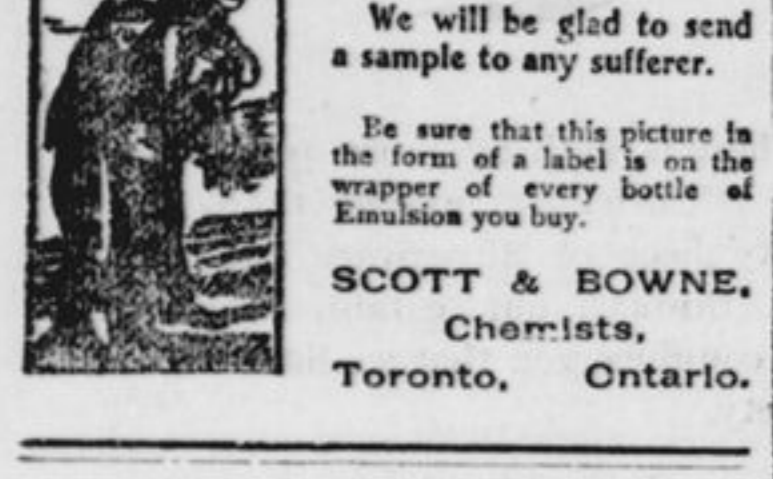 We will be glad to send
a sample to any sufferer.
Be sure that this picture in
the form of a label is on the
wrapper of every bottle of
Emulsion you buy.
SCOTT & BOWNE,
Chemists,
Toronto, Ontario.